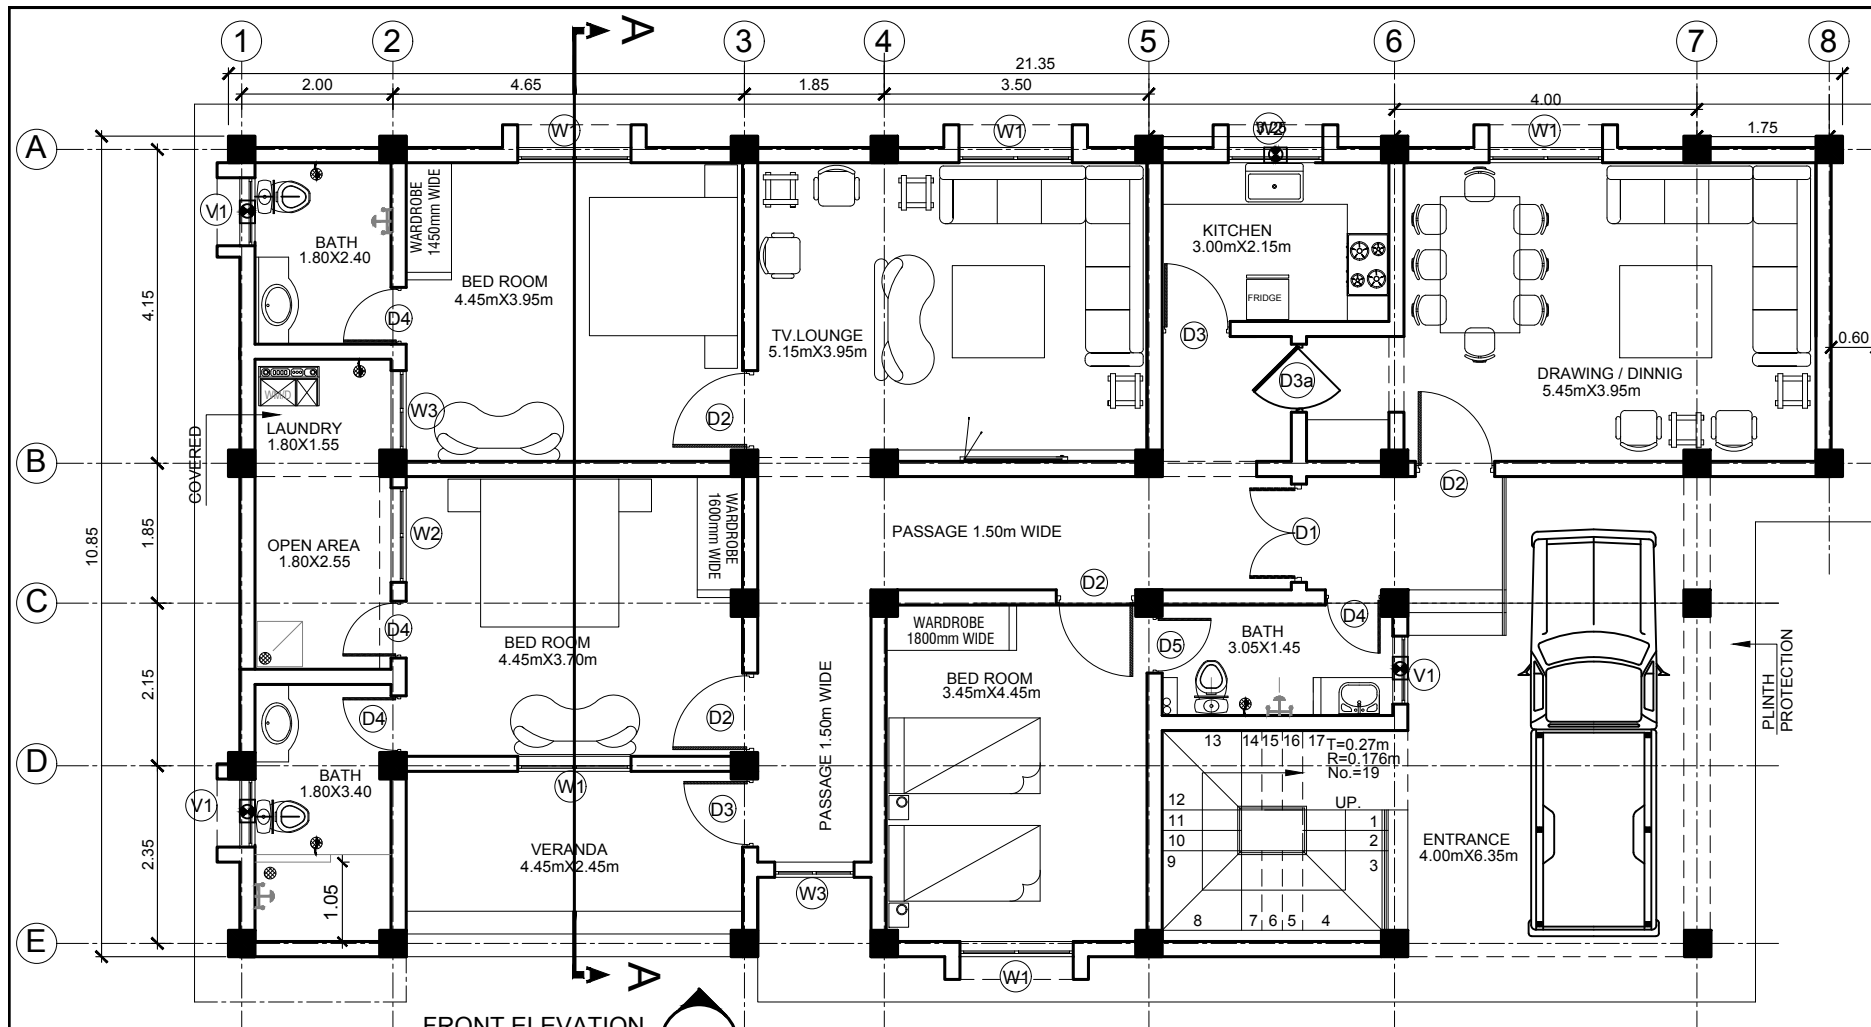 A
1
2
3
4
5
6
7
8
21.35
2.00
4.65
1.85
3.50
4.00
1.75
A
W1
W1
W2
W1
V1
BATH
1.80X2.40
WARDROBE
1450mm WIDE
BED ROOM
4.45mX3.95m
D4
4.15
TV.LOUNGE
5.15mX3.95m
KITCHEN
3.00mX2.15m
FRIDGE
D3
D3a
DRAWING / DINNIG
5.45mX3.95m
0.60
LAUNDRY
1.80X1.55
W3
D2
COVERED
B
D2
10.85
1.85
OPEN AREA
1.80X2.55
W2
WARDROBE
1600mm WIDE
PASSAGE 1.50m WIDE
D1
D2
C
D4
BED ROOM
4.45mX3.70m
WARDROBE
1800mm WIDE
D5
BATH
3.05X1.45
D4
2.15
BED ROOM
3.45mX4.45m
V1
PLINTH
PROTECTION
D4
D2
PASSAGE 1.50m WIDE
13
14
15
16
17
T=0.27m
R=0.176m
No.=19
D
BATH
1.80X3.40
W1
V1
D3
12
11
10
9
UP.
1
2
3
ENTRANCE
4.00mX6.35m
2.35
VERANDA
4.45mX2.45m
W3
1.05
8
7
6
5
4
E
A
W1
FRONT ELEVATION